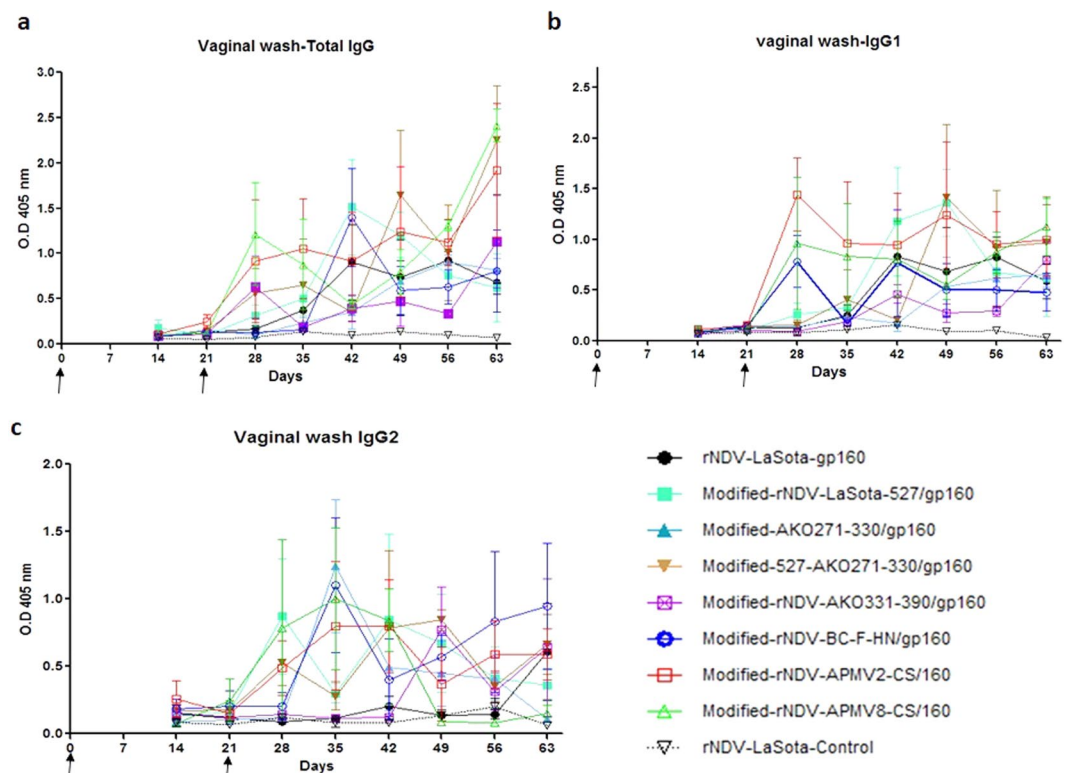 a
Vaginal wash-Total IgG
O.D 405 nm
3.0
2.5
2.0
1.5
1.0
0.5
0.0
0 7 14 21 28 35 42 49 56 63
Days
b
vaginal wash-IgG1
O.D 405 nm
2.5
2.0
1.5
1.0
0.5
0.0
0 7 14 21 28 35 42 49 56 63
Days
c
Vaginal wash IgG2
O.D 405 nm
2.0
1.5
1.0
0.5
0.0
0 7 14 21 28 35 42 49 56 63
Days
rNDV-LaSota-gp160
Modified-rNDV-LaSota-527/gp160
Modified-AKO271-330/gp160
Modified-527-AKO271-330/gp160
Modified-rNDV-AKO331-390/gp160
Modified-rNDV-BC-F-HN/gp160
Modified-rNDV-APMV2-CS/160
Modified-rNDV-APMV8-CS/160
rNDV-LaSota-Control